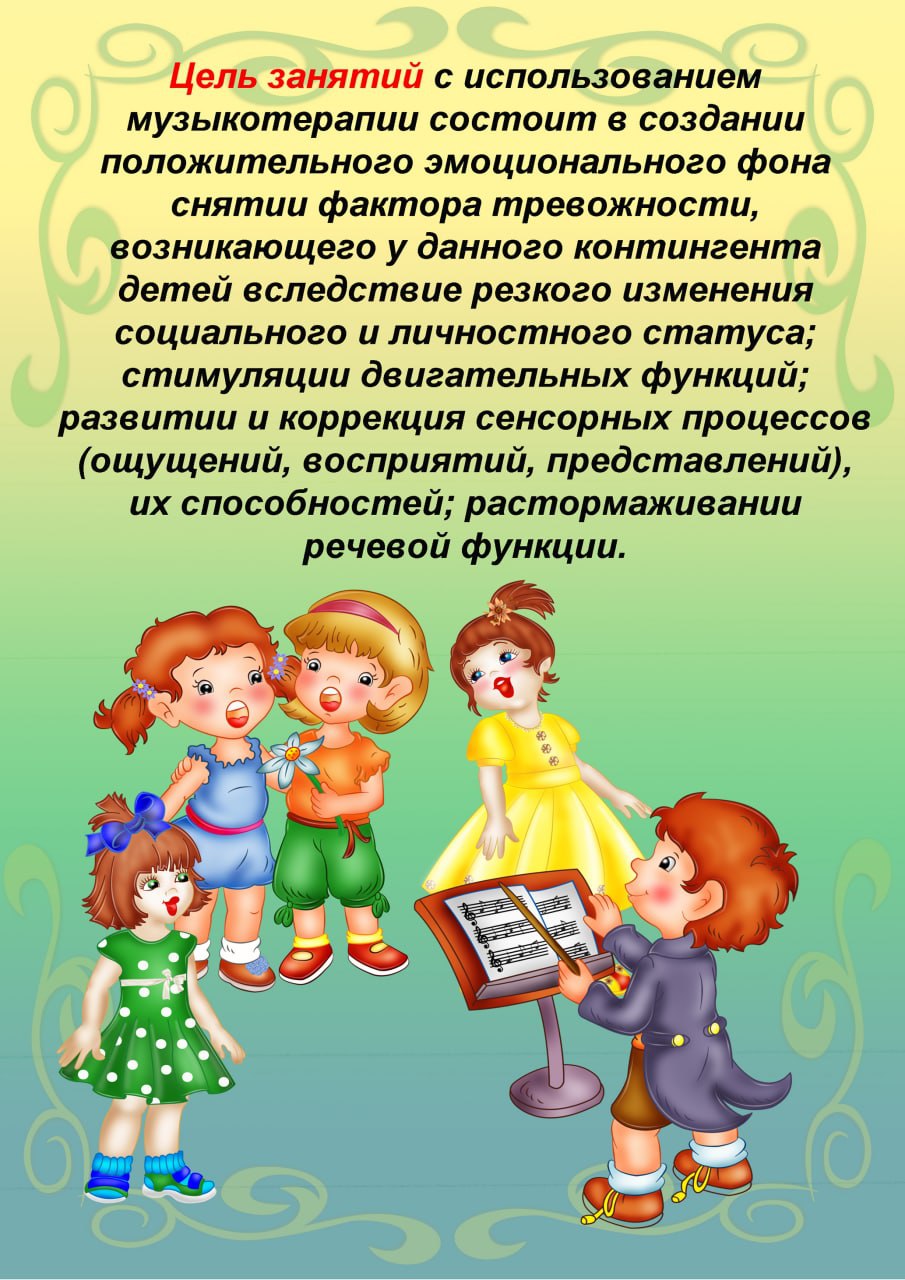 Цель занятий с использованием
музыкотерапии состоит в создании
положительного эмоционального фона
снятии фактора тревожности,
возникающего у данного контингента
детей вследствие резкого изменения
социального и личностного статуса;
стимуляции двигательных функций;
развитии и коррекция сенсорных процессов
(ощущений, восприятий, представлений),
их способностей; растормаживании
речевой функции.